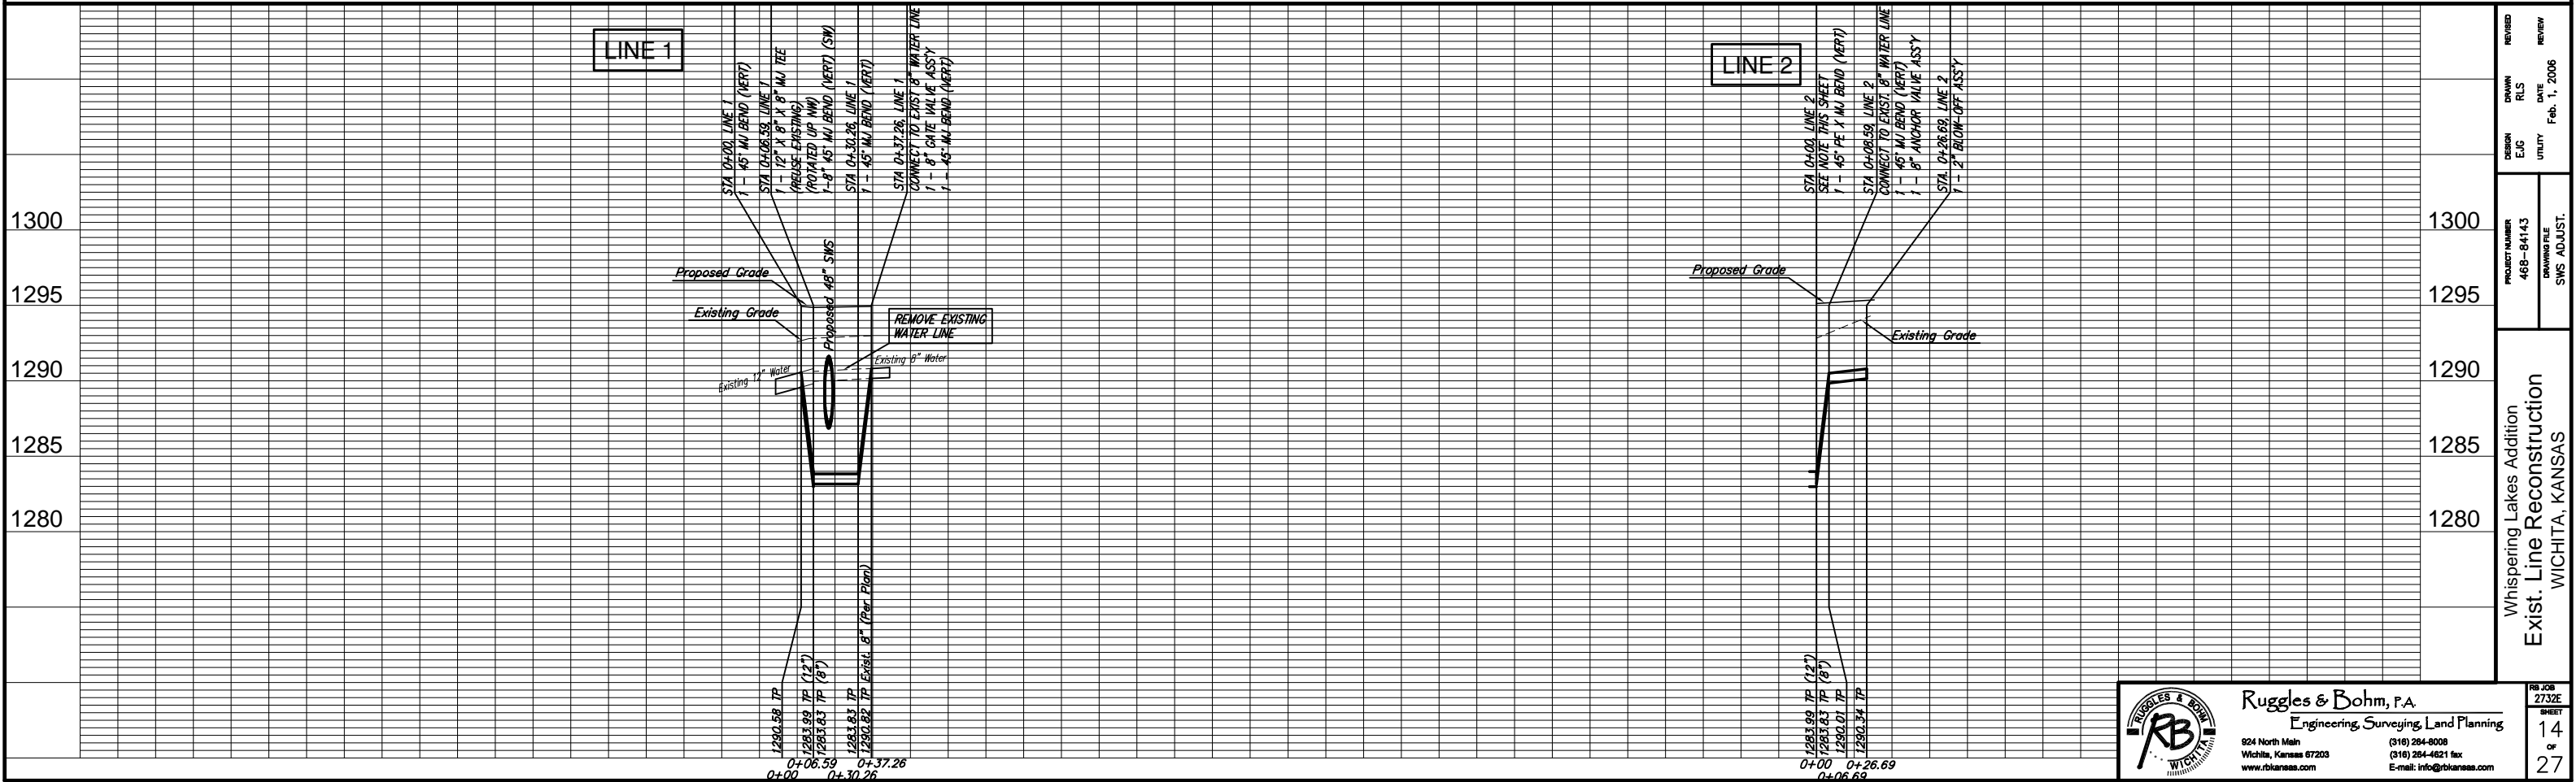 LINE 1
STA 0+00, LINE 1
1 - 45° MJ BEND (VERT)
STA 0+06.59, LINE 1
1 - 12" X 8" X 8" MJ TEE
(REUSE EXISTING)
(ROTATED UP NW)
1-8" 45° MJ BEND (VERT) (SW)
STA 0+30.26, LINE 1
1 - 45° MJ BEND (VERT)
STA 0+37.26, LINE 1
CONNECT TO EXIST 8" WATER LINE
1 - 8" GATE VALVE ASS'Y
1 - 45° MJ BEND (VERT)
LINE 2
STA 0+00, LINE 2
SEE NOTE THIS SHEET
1 - 45° PE X MJ BEND (VERT)
STA 0+08.59, LINE 2
CONNECT TO EXIST. 8" WATER LINE
1 - 45° MJ BEND (VERT)
1 - 8" ANCHOR VALVE ASS'Y
STA. 0+26.69, LINE 2
1 - 2" BLOW-OFF ASS'Y
1300
1295
1290
1285
1280
Proposed Grade
Existing Grade
Proposed 48" SWS
REMOVE EXISTING
WATER LINE
Existing 12" Water
Existing 8" Water
Proposed Grade
Existing Grade
1300
1295
1290
1285
1280
1290.58 TP
1283.99 TP (12")
1283.83 TP (8")
1283.83 TP
1290.82 TP Exist. 8" (Per Plan)
0+00
0+06.59
0+30.26
0+37.26
1283.99 TP (12")
1283.83 TP (8")
1290.01 TP
1290.34 TP
0+00
0+06.69
0+26.69
DESIGN
EJG
DRAWN
RLS
REVISED
UTILITY
DATE
Feb. 1, 2006
REVIEW
PROJECT NUMBER
468-84143
DRAWING FILE
SWS ADJUST.
Whispering Lakes Addition
Exist. Line Reconstruction
WICHITA, KANSAS
RUGGLES & BOHM
RB
WICHITA
Ruggles & Bohm, P.A.
Engineering, Surveying, Land Planning
924 North Main
Wichita, Kansas 67203
www.rbkansas.com
(316) 264-8008
(316) 264-4621 fax
E-mail: info@rbkansas.com
RB JOB
2732E
SHEET
14
OF
27